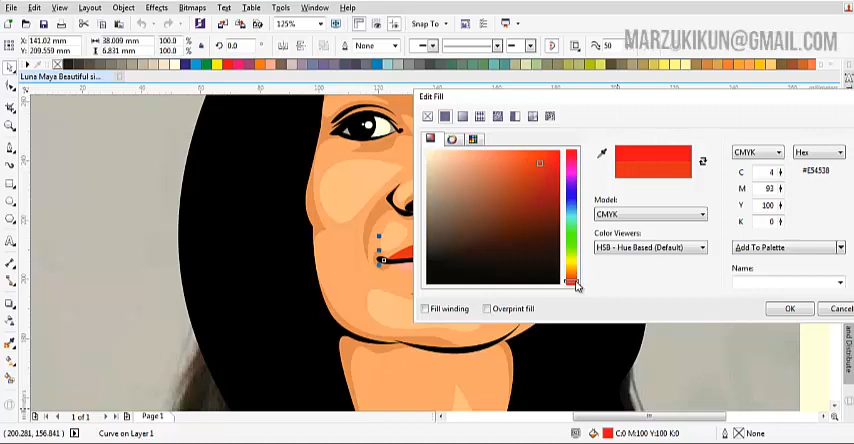 File Edit View Layout Object Effects Bitmaps Text Table Tools Window Help
125% Snap To
X: 141.02 mm 38.009 mm 100.0 0.0 None 50
Y: 209.559 mm 6.831 mm 100.0
MARZUKIKUN@GMAIL.COM
Luna Maya Beautiful si...
Edit Fill
CMYK Hex
C 4 #E54538
M 93
Y 100
K 0
Model:
CMYK
Color Viewers:
HSB - Hue Based (Default) Add To Palette
Name:
Fill winding Overprint fill OK Cancel
and Distribute
1 of 1 Page 1
(200.281, 156.841) Curve on Layer 1 C:0 M:100 Y:100 K:0 None